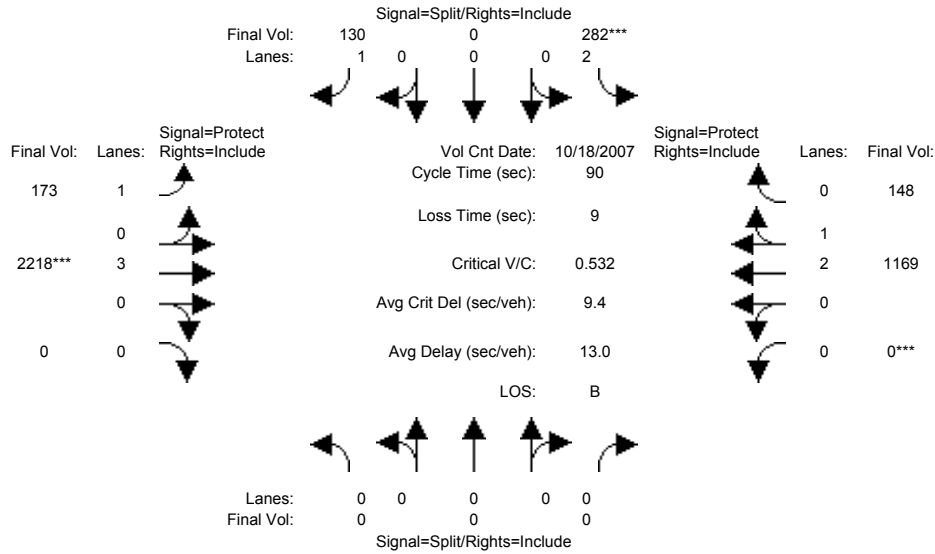 Signal=Split/Rights=Include
Final Vol: 130 0 282***
Lanes: 1 0 0 0 2
Signal=Protect Signal=Protect
Final Vol: Lanes: Rights=Include Vol Cnt Date: 10/18/2007 Rights=Include Lanes: Final Vol:
Cycle Time (sec): 90
173 1 0 148
Loss Time (sec): 9
0 1
2218*** 3 Critical V/C: 0.532 2 1169
0 Avg Crit Del (sec/veh): 9.4 0
0 0 Avg Delay (sec/veh): 13.0 0 0***
LOS: B
Lanes: 0 0 0 0 0
Final Vol: 0 0 0
Signal=Split/Rights=Include